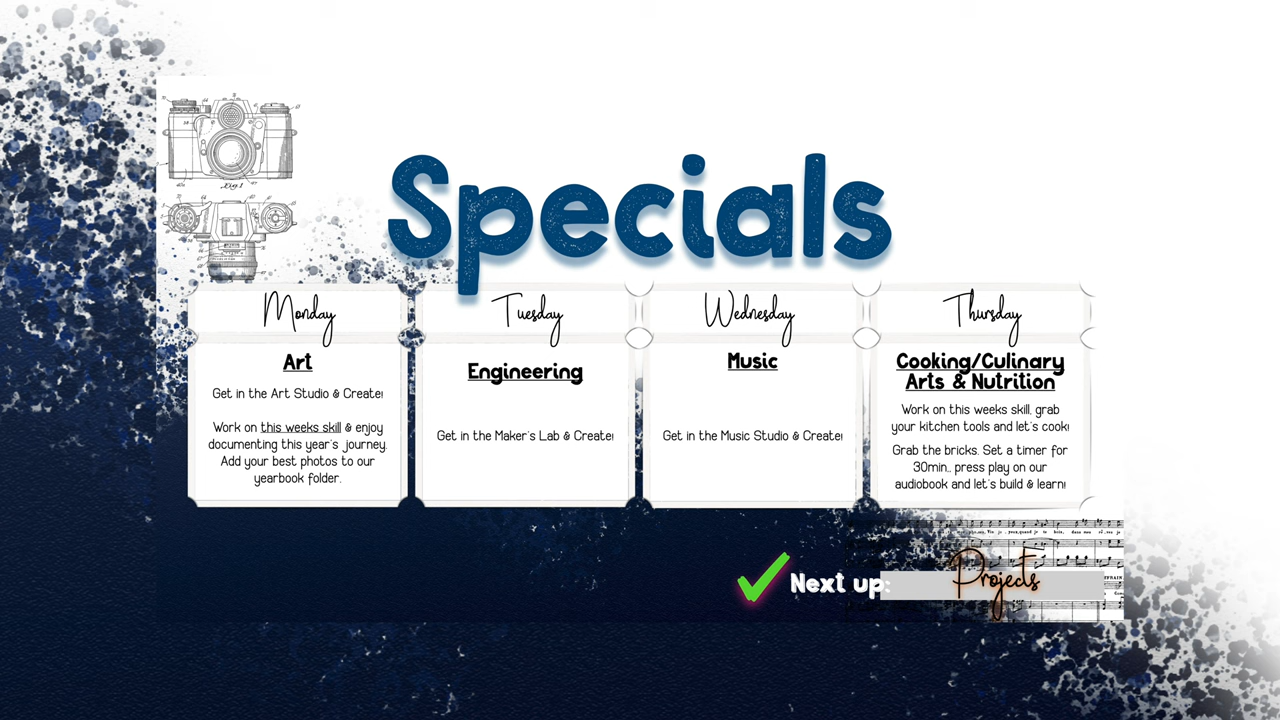 Specials
Monday
Tuesday
Wednesday
Thursday
Art
Get in the Art Studio & Create!
Work on this weeks skill & enjoy
documenting this year's journey.
Add your best photos to our
yearbook folder.
Engineering
Get in the Maker's Lab & Create!
Music
Get in the Music Studio & Create!
Cooking/Culinary
Arts & Nutrition
Work on this weeks skill, grab
your kitchen tools and let's cook!
Grab the bricks. Set a timer for
30min., press play on our
audiobook and let's build & learn!
Next up:
Projects